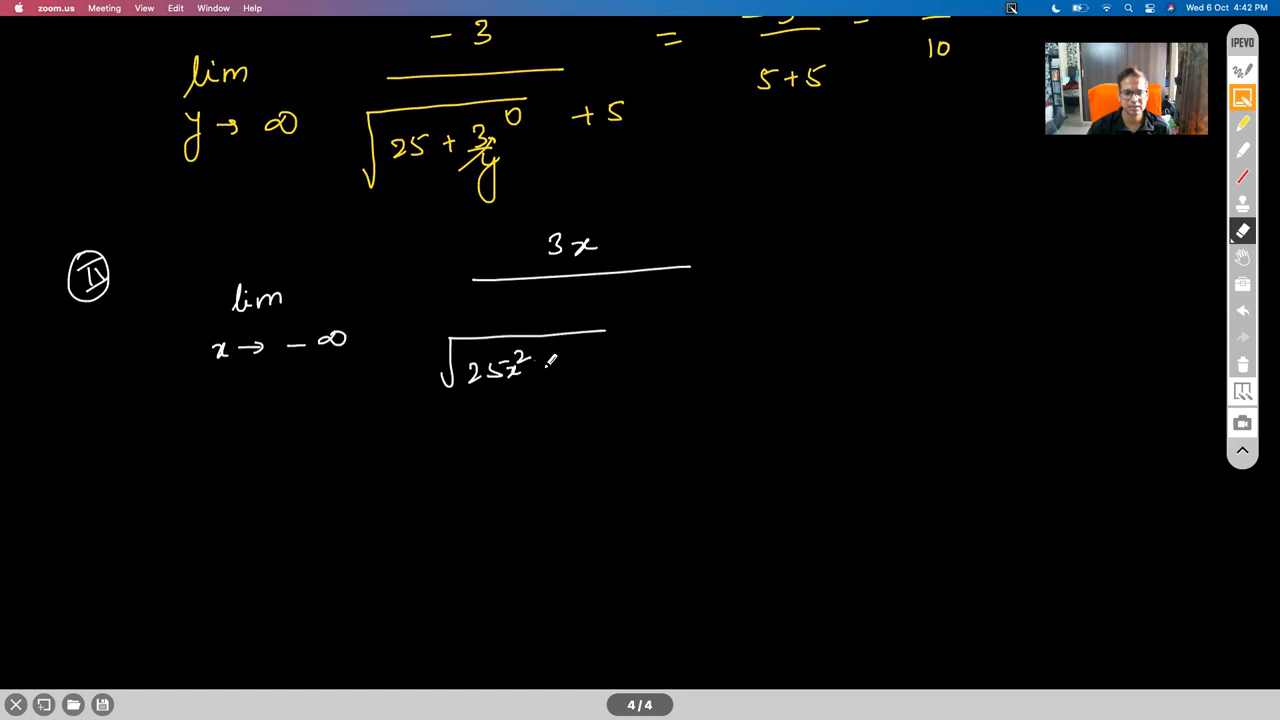 zoom.us Meeting View Edit Window Help Wed 6 Oct 4:42 PM
IPEVO
lim y → ∞ - 3 / √(25 + 3/y) + 5 = / 5+5 = / 10
0
II
lim x → - ∞ 3x / √(25x²
4 / 4